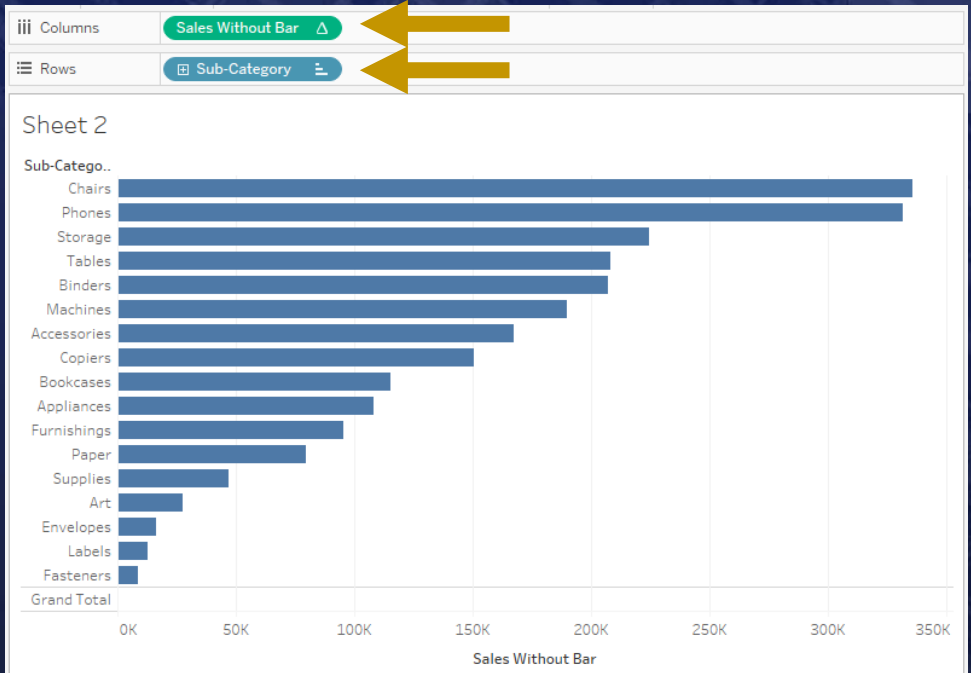 Columns Sales Without Bar Δ
Rows Sub-Category
Sheet 2
Sub-Catego..
Chairs
Phones
Storage
Tables
Binders
Machines
Accessories
Copiers
Bookcases
Appliances
Furnishings
Paper
Supplies
Art
Envelopes
Labels
Fasteners
Grand Total
0K 50K 100K 150K 200K 250K 300K 350K
Sales Without Bar